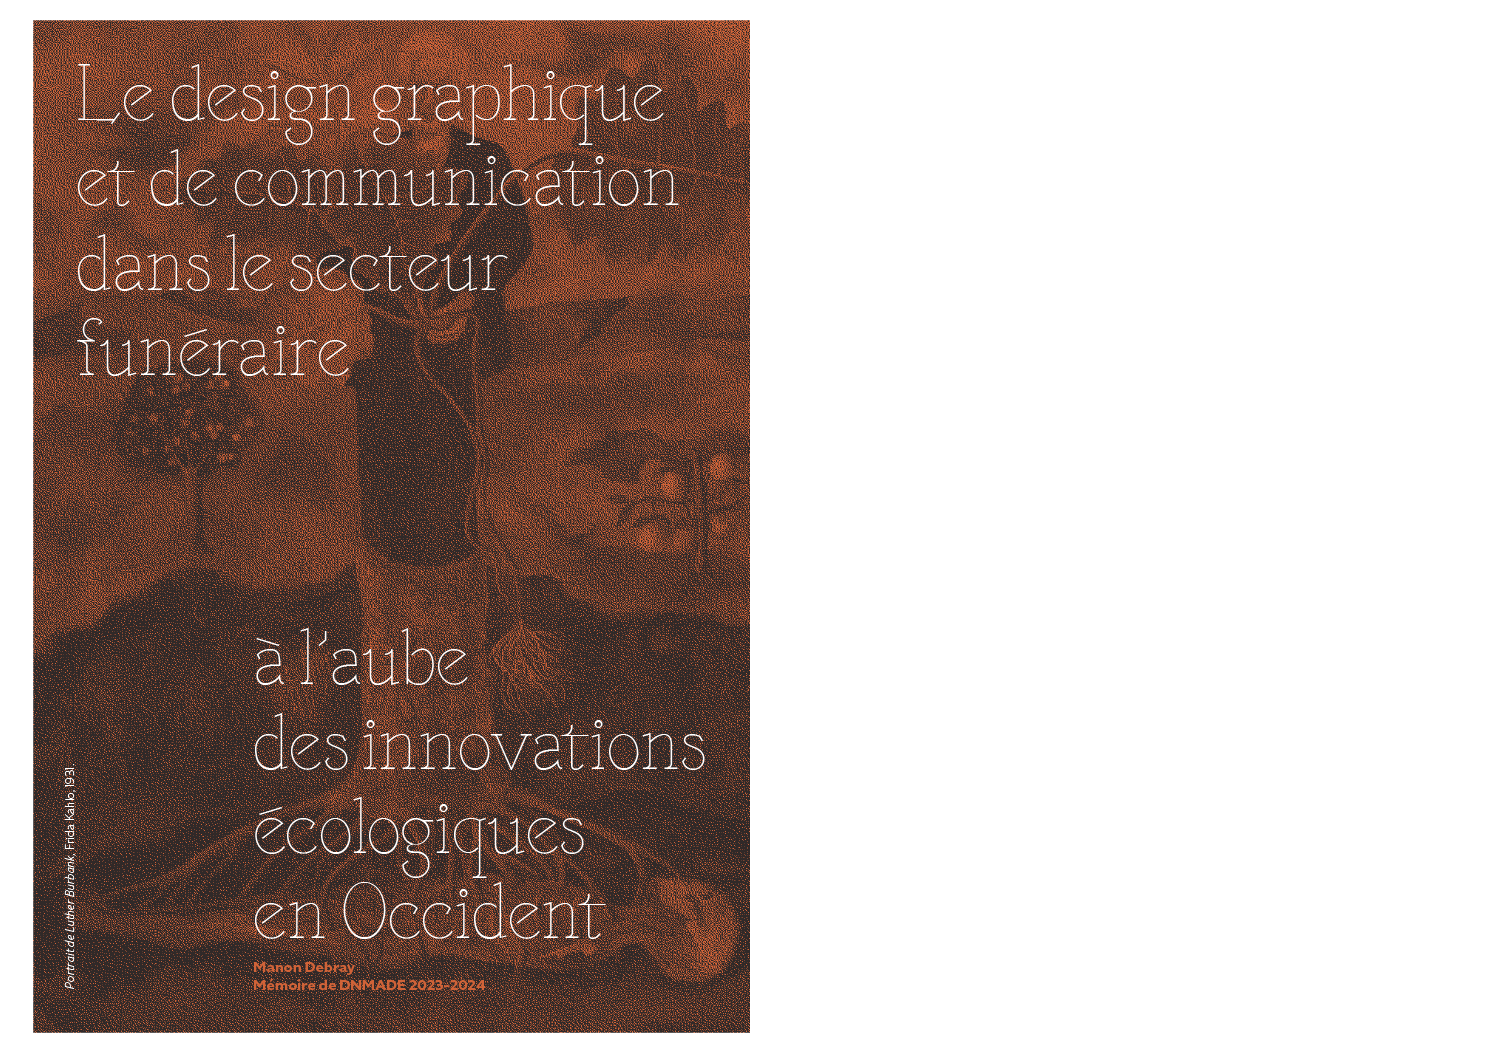 Le design graphique
et de communication
dans le secteur
funéraire
à l'aube
des innovations
écologiques
en Occident
Manon Debray
Mémoire de DNMADE 2023-2024
Portrait de Luther Burbank, Frida Kahlo, 1931.